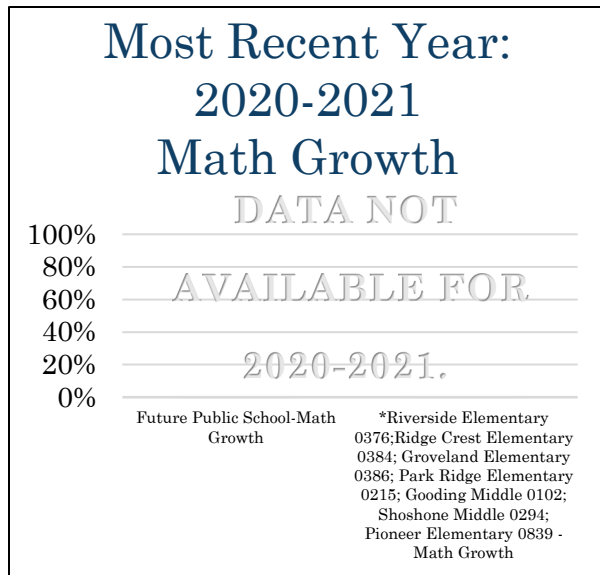 Most Recent Year:
2020-2021
Math Growth
DATA NOT
AVAILABLE FOR
2020-2021.
100%
80%
60%
40%
20%
0%
Future Public School-Math
Growth
*Riverside Elementary
0376;Ridge Crest Elementary
0384; Groveland Elementary
0386; Park Ridge Elementary
0215; Gooding Middle 0102;
Shoshone Middle 0294;
Pioneer Elementary 0839 -
Math Growth